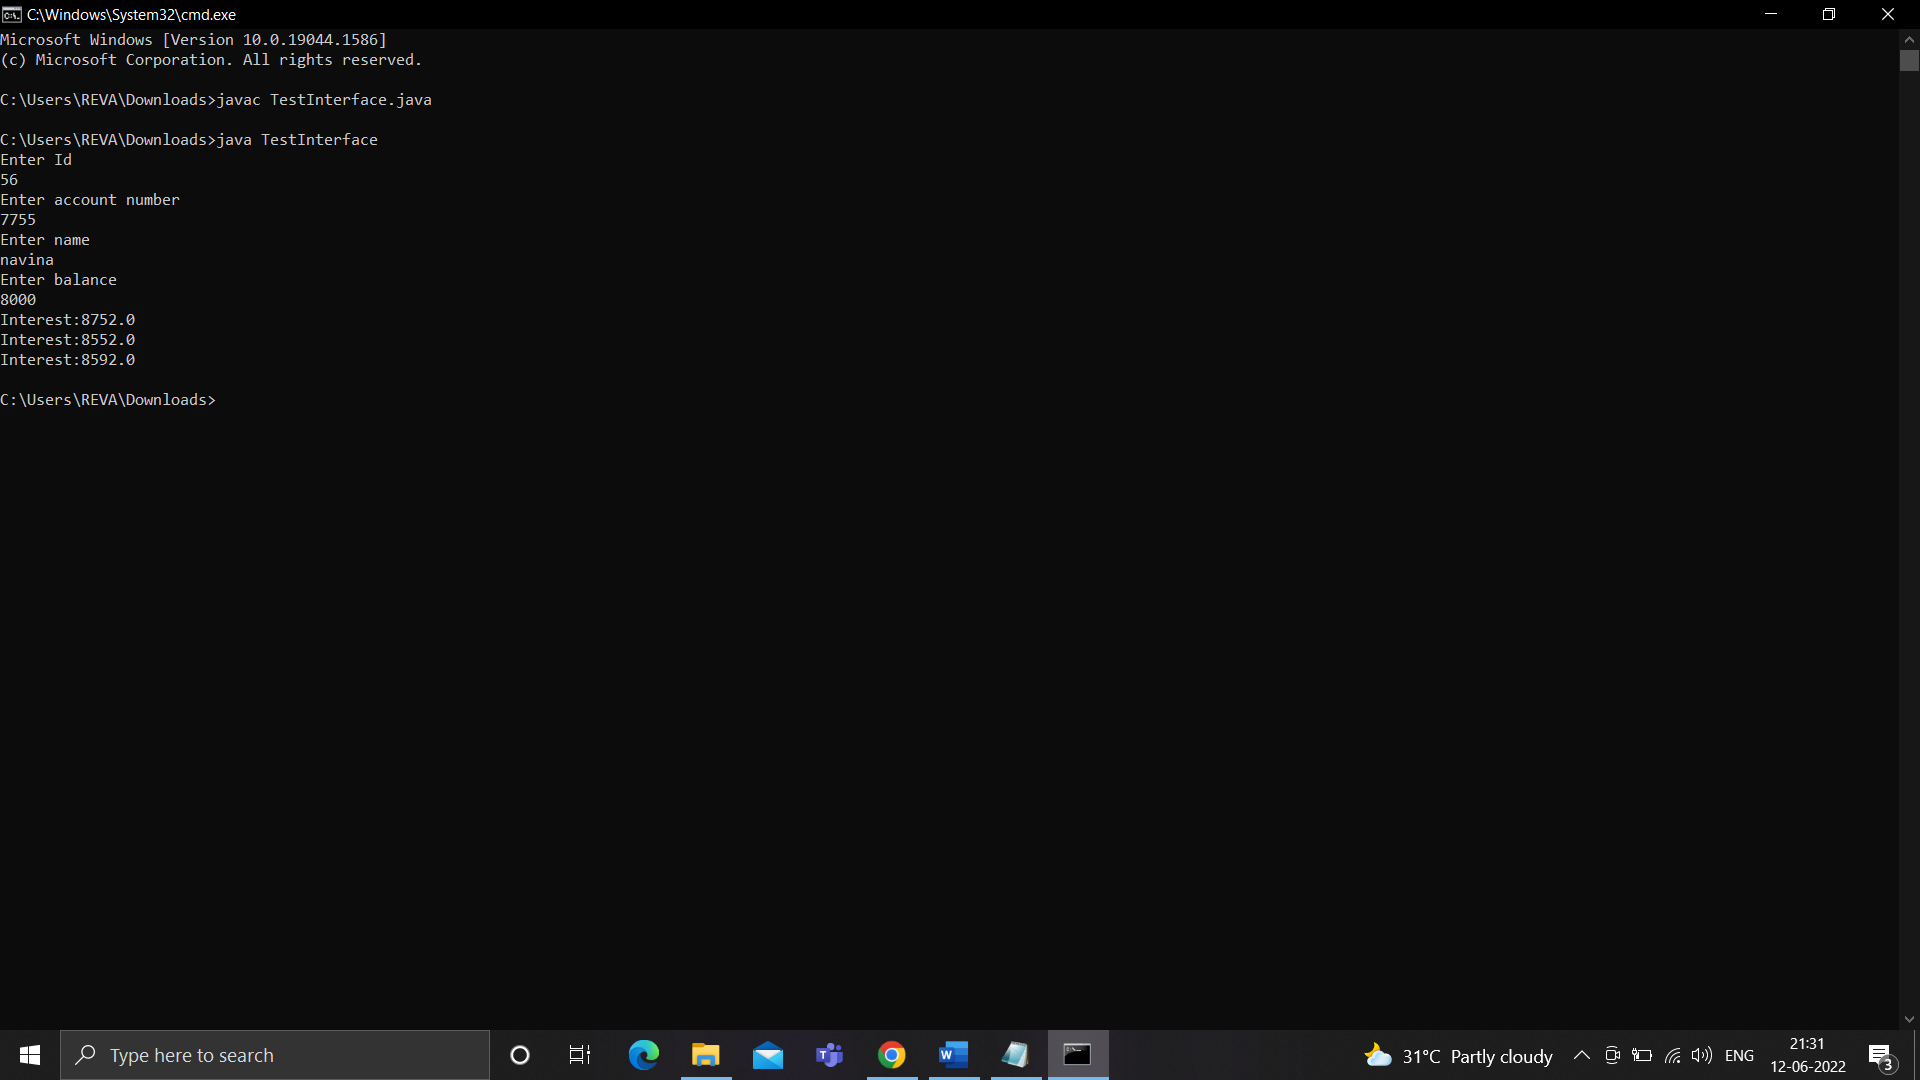 C:\Windows\System32\cmd.exe
Microsoft Windows [Version 10.0.19044.1586]
(c) Microsoft Corporation. All rights reserved.
C:\Users\REVA\Downloads>javac TestInterface.java
C:\Users\REVA\Downloads>java TestInterface
Enter Id
56
Enter account number
7755
Enter name
navina
Enter balance
8000
Interest:8752.0
Interest:8552.0
Interest:8592.0
C:\Users\REVA\Downloads>
Type here to search
31°C Partly cloudy
ENG
21:31
12-06-2022
3